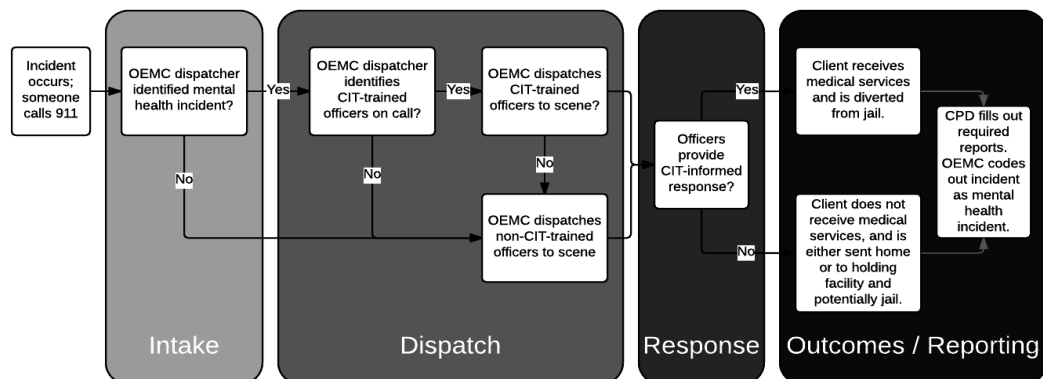 Incident
occurs;
someone
calls 911
OEMC dispatcher
identified mental
health incident?
Yes
No
Intake
OEMC dispatcher
identifies
CIT-trained
officers on call?
Yes
No
OEMC dispatches
CIT-trained
officers to scene?
No
OEMC dispatches
non-CIT-trained
officers to scene
Dispatch
Officers
provide
CIT-informed
response?
Yes
No
Response
Client receives
medical services
and is diverted
from jail.
Client does not
receive medical
services, and is
either sent home
or to holding
facility and
potentially jail.
CPD fills out
required
reports.
OEMC codes
out incident
as mental
health
incident.
Outcomes / Reporting